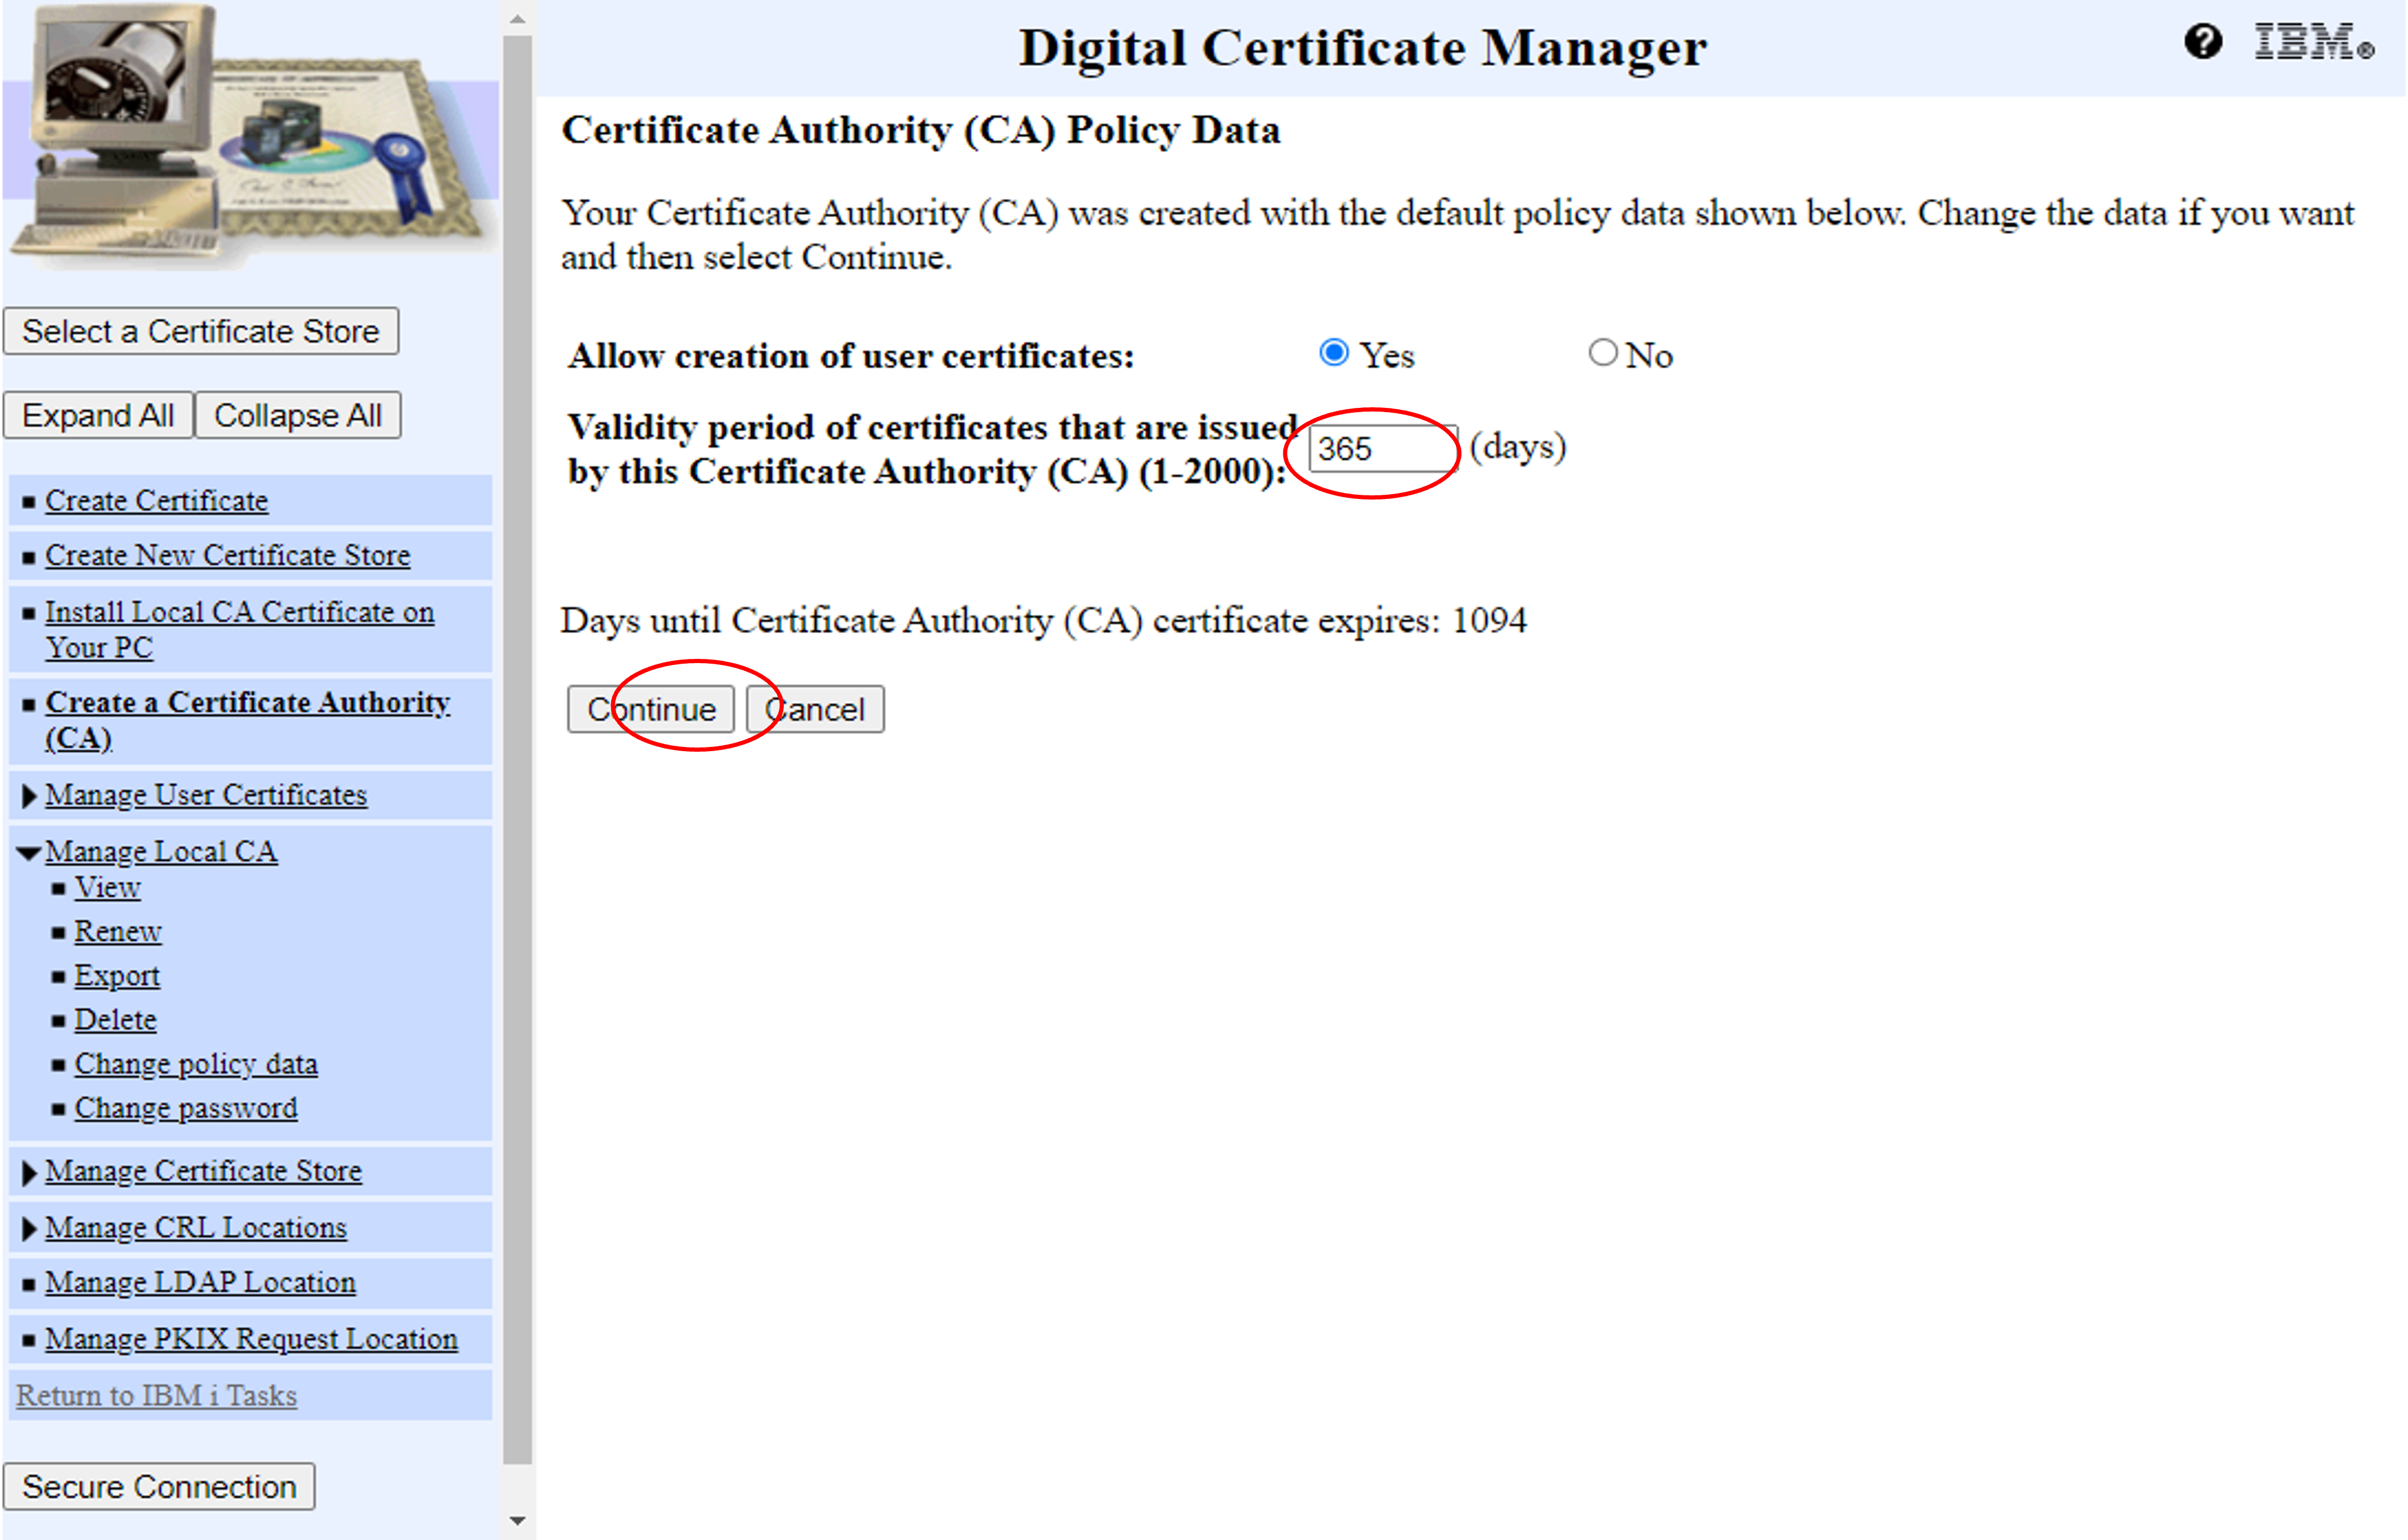 Digital Certificate Manager
IBM®
Select a Certificate Store
Expand All Collapse All
Create Certificate
Create New Certificate Store
Install Local CA Certificate on
Your PC
Create a Certificate Authority
(CA)
Manage User Certificates
Manage Local CA
View
Renew
Export
Delete
Change policy data
Change password
Manage Certificate Store
Manage CRL Locations
Manage LDAP Location
Manage PKIX Request Location
Return to IBM i Tasks
Secure Connection
Certificate Authority (CA) Policy Data
Your Certificate Authority (CA) was created with the default policy data shown below. Change the data if you want
and then select Continue.
Allow creation of user certificates: Yes No
Validity period of certificates that are issued
by this Certificate Authority (CA) (1-2000): 365 (days)
Days until Certificate Authority (CA) certificate expires: 1094
Continue Cancel